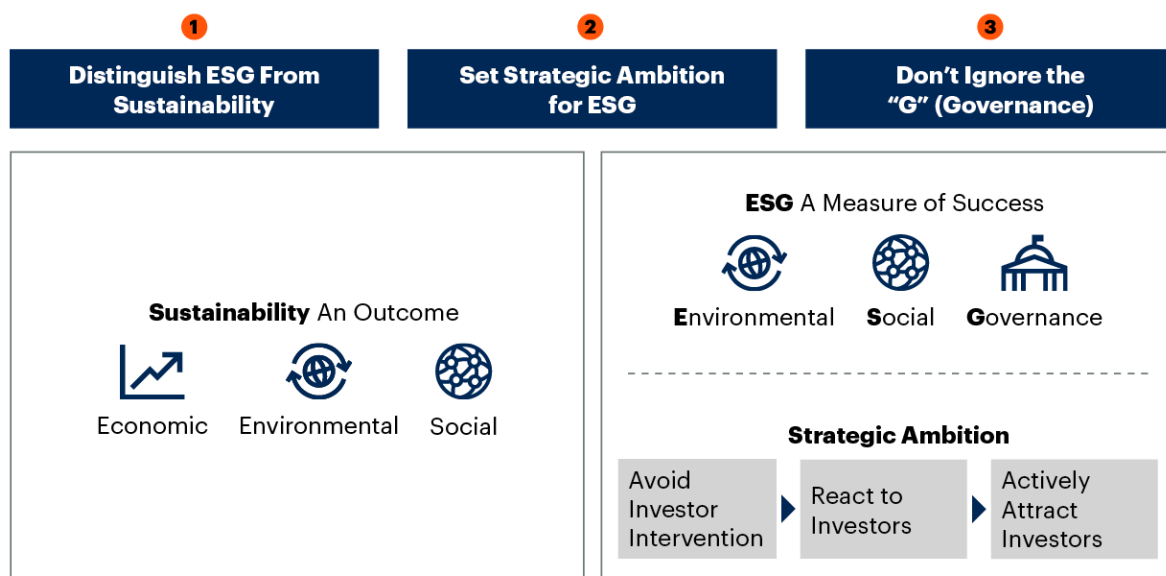 1
Distinguish ESG From
Sustainability
2
Set Strategic Ambition
for ESG
3
Don’t Ignore the
“G” (Governance)
Sustainability An Outcome
Economic
Environmental
Social
ESG A Measure of Success
Environmental
Social
Governance
Strategic Ambition
Avoid
Investor
Intervention
React to
Investors
Actively
Attract
Investors